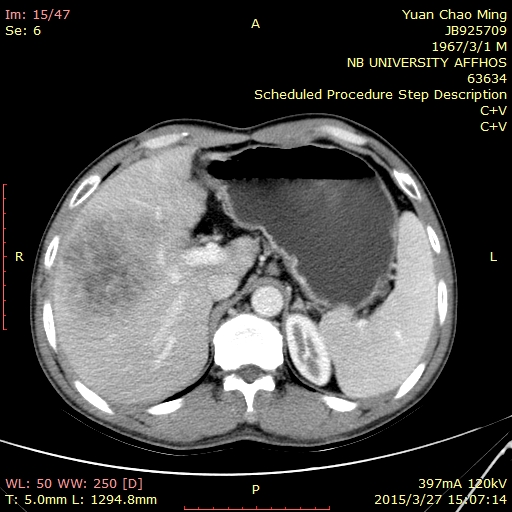 Im: 15/47
Se: 6
A
Yuan Chao Ming
JB925709
1967/3/1 M
NB UNIVERSITY AFFHOS
63634
Scheduled Procedure Step Description
C+V
C+V
R
L
WL: 50 WW: 250 [D]
T: 5.0mm L: 1294.8mm
P
397mA 120kV
2015/3/27 15:07:14